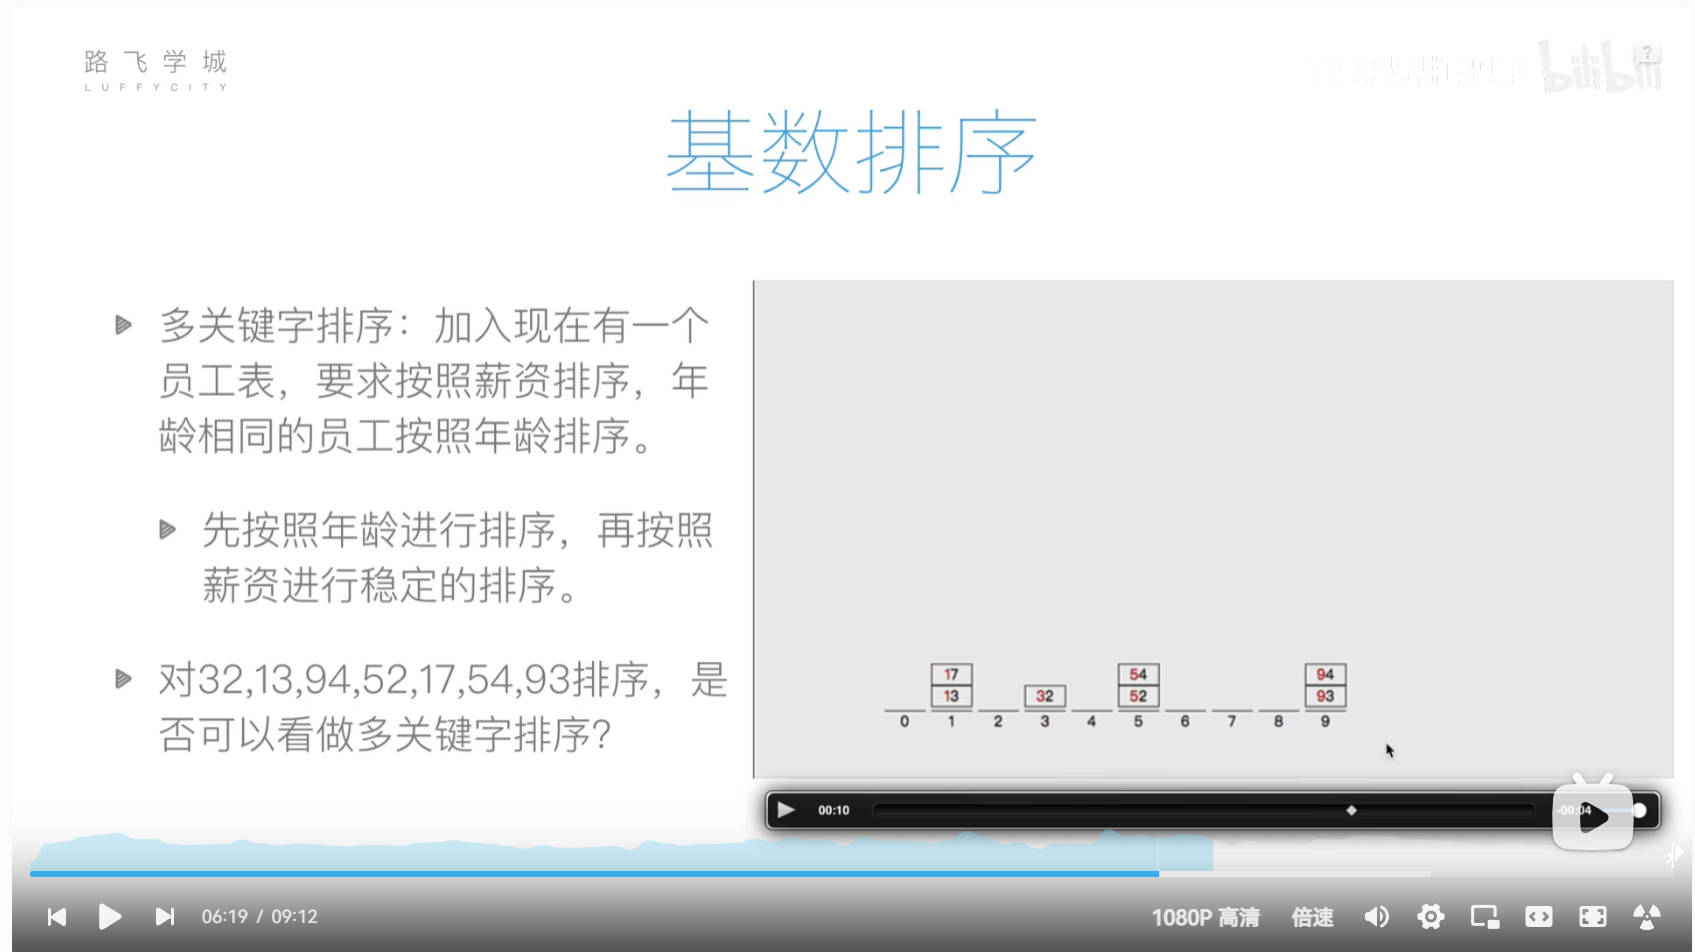 路飞学城
LUFFYCITY
bilibili
?
基数排序
多关键字排序：加入现在有一个
员工表，要求按照薪资排序，年
龄相同的员工按照年龄排序。
先按照年龄进行排序，再按照
薪资进行稳定的排序。
对32,13,94,52,17,54,93排序，是
否可以看做多关键字排序？
17 54 94
13 32 52 93
0 1 2 3 4 5 6 7 8 9
00:10 -00:04
06:19 / 09:12 1080P 高清 倍速